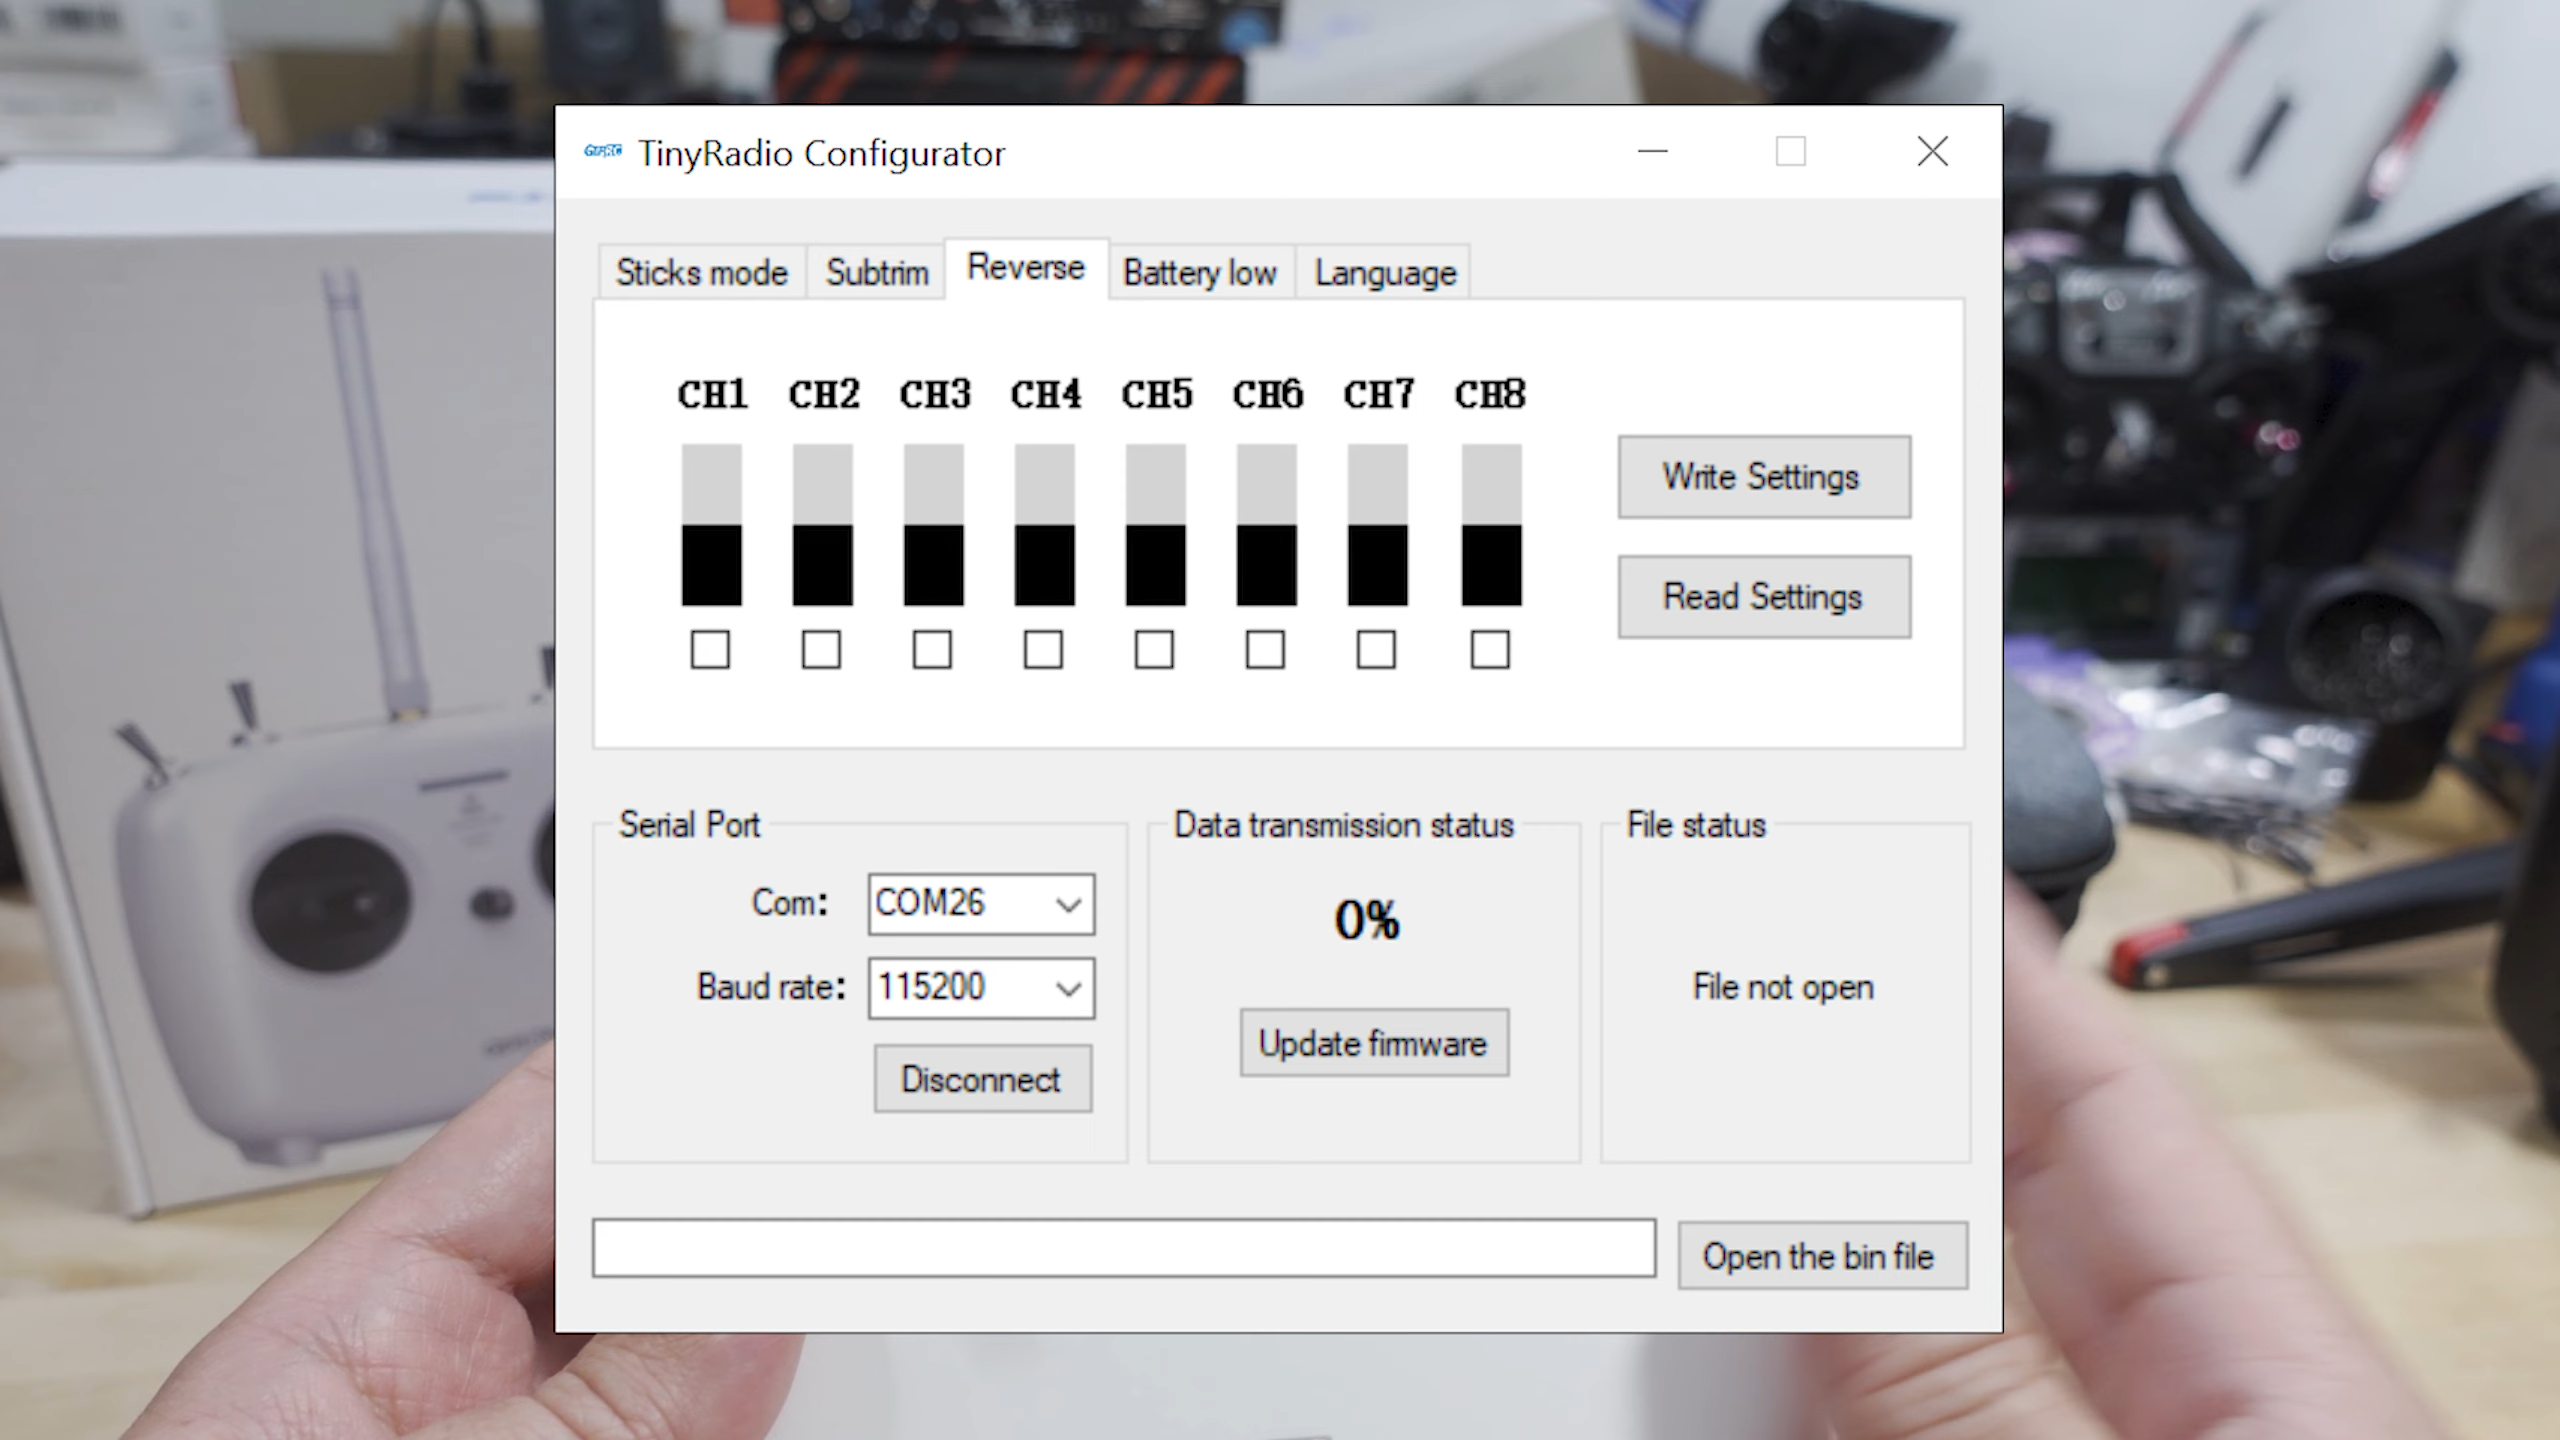 TinyRadio Configurator
Sticks mode Subtrim Reverse Battery low Language
CH1 CH2 CH3 CH4 CH5 CH6 CH7 CH8
Write Settings
Read Settings
Serial Port
Com: COM26
Baud rate: 115200
Disconnect
Data transmission status
0%
Update firmware
File status
File not open
Open the bin file